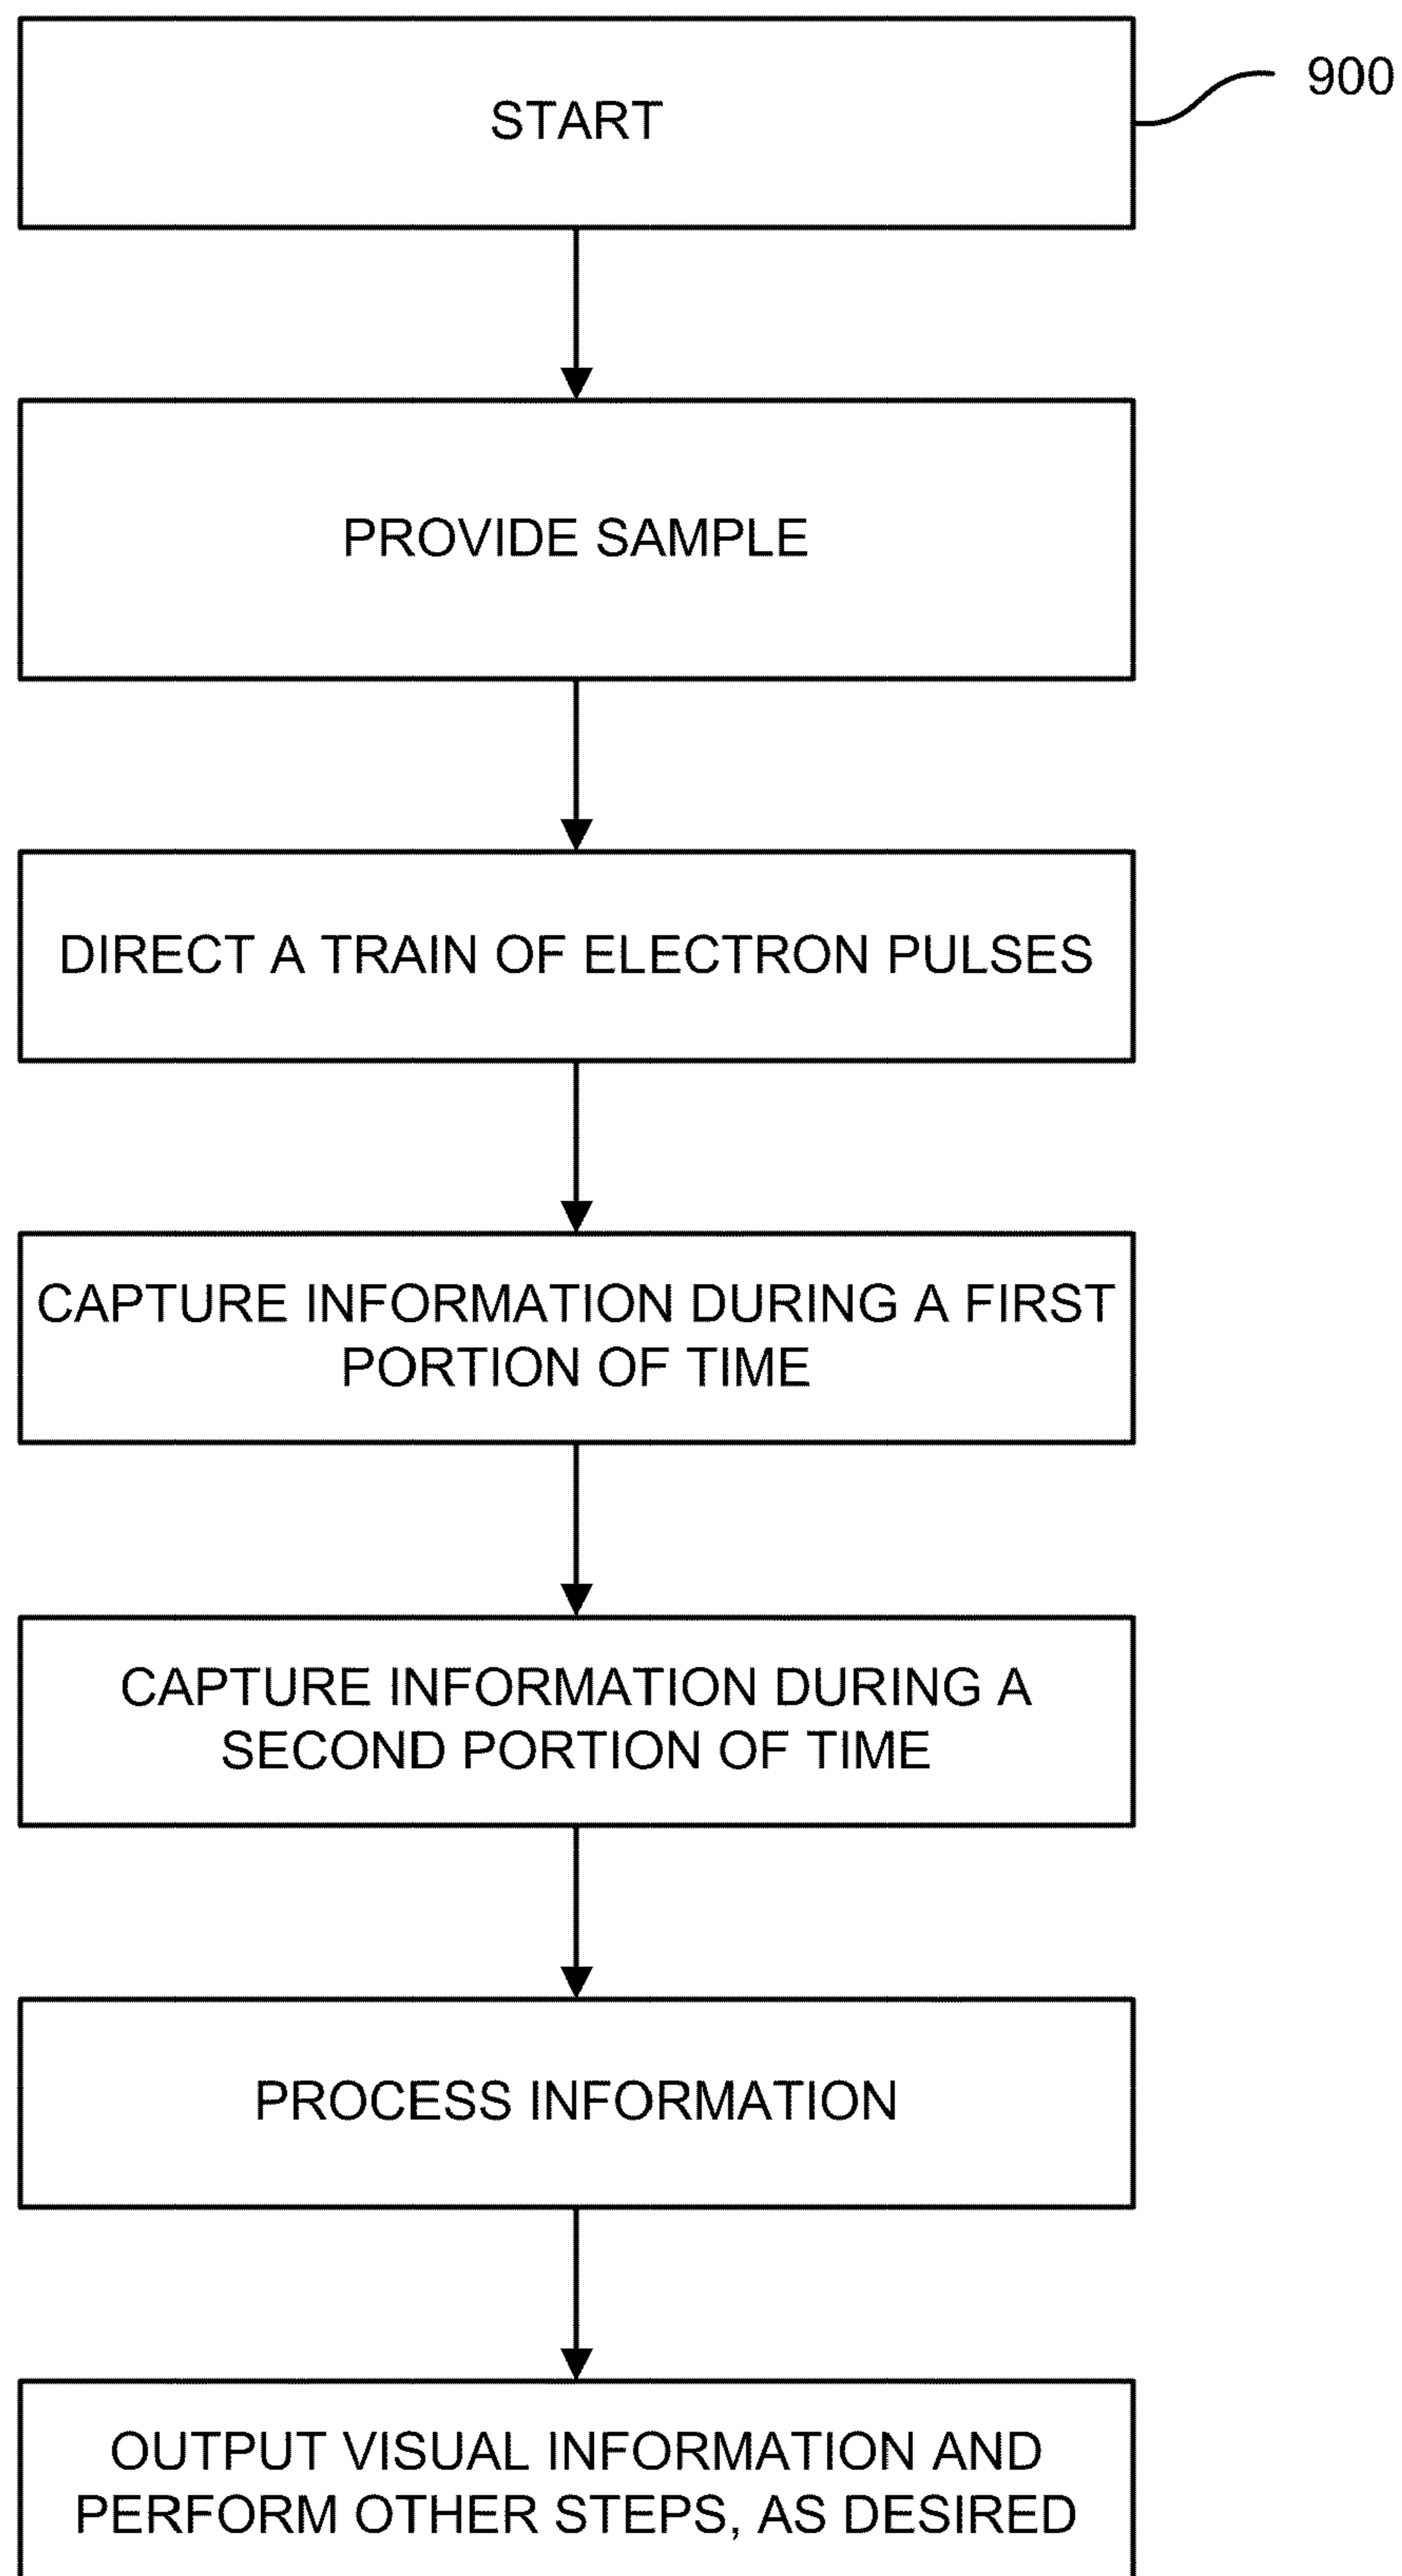 START
900
PROVIDE SAMPLE
DIRECT A TRAIN OF ELECTRON PULSES
CAPTURE INFORMATION DURING A FIRST
PORTION OF TIME
CAPTURE INFORMATION DURING A
SECOND PORTION OF TIME
PROCESS INFORMATION
OUTPUT VISUAL INFORMATION AND
PERFORM OTHER STEPS, AS DESIRED